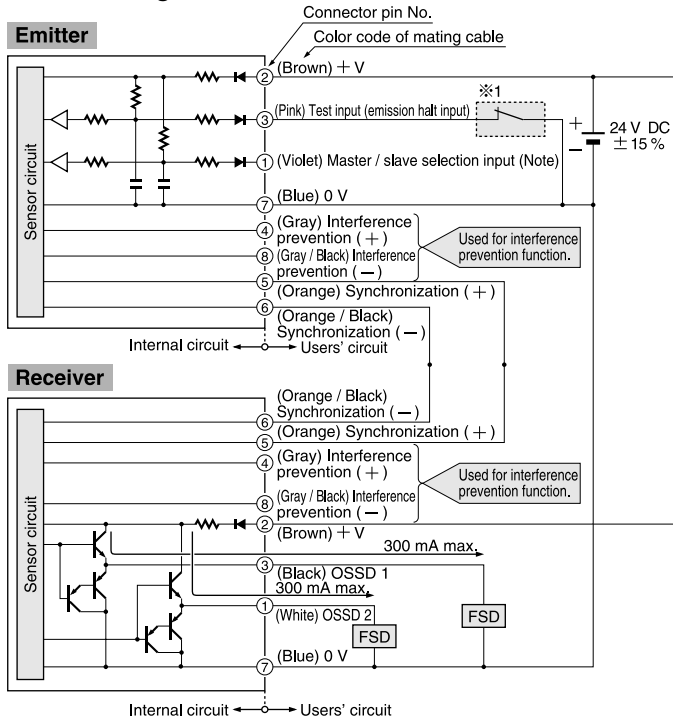 Connector pin No.
Color code of mating cable
Emitter
Sensor circuit
② (Brown) + V
③ (Pink) Test input (emission halt input)
※1
① (Violet) Master / slave selection input (Note)
+
−
24 V DC
± 15 %
⑦ (Blue) 0 V
④ (Gray) Interference
prevention ( + )
⑧ (Gray / Black) Interference
prevention ( − )
Used for interference
prevention function.
⑤ (Orange) Synchronization ( + )
⑥ (Orange / Black)
Synchronization ( − )
Internal circuit
Users' circuit
Receiver
Sensor circuit
(Orange / Black)
⑥ Synchronization ( − )
⑤ (Orange) Synchronization ( + )
④ (Gray) Interference
prevention ( + )
⑧ (Gray / Black) Interference
prevention ( − )
Used for interference
prevention function.
② (Brown) + V
300 mA max.
③ (Black) OSSD 1
300 mA max.
① (White) OSSD 2
FSD
FSD
⑦ (Blue) 0 V
Internal circuit
Users' circuit